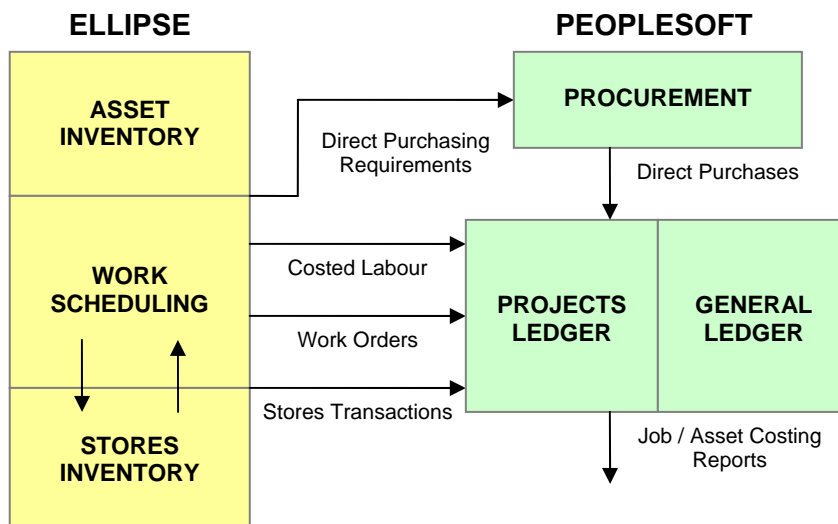 ELLIPSE
PEOPLESOFT
ASSET
INVENTORY
PROCUREMENT
Direct Purchasing
Requirements
Direct Purchases
WORK
SCHEDULING
Costed Labour
PROJECTS
LEDGER
GENERAL
LEDGER
Work Orders
Stores Transactions
STORES
INVENTORY
Job / Asset Costing
Reports